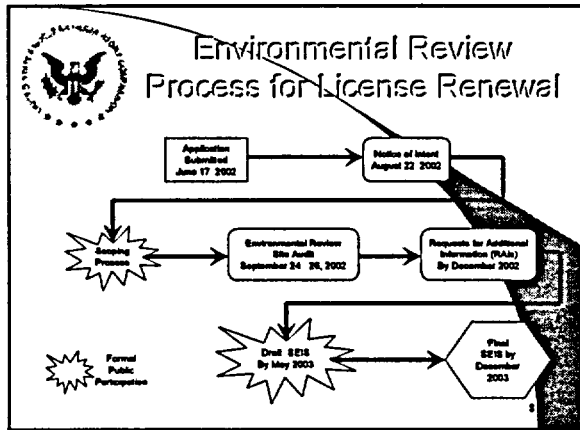 Environmental Review
Process for License Renewal
Application
Submitted
June 17 2002
Notice of Intent
August 22 2002
Scoping
Process
Environmental Review
Site Audit
September 24 26, 2002
Requests for Additional
Information (RAIs)
By December 2002
Draft SEIS
By May 2003
Final
SEIS by
December
2003
Formal
Public
Participation